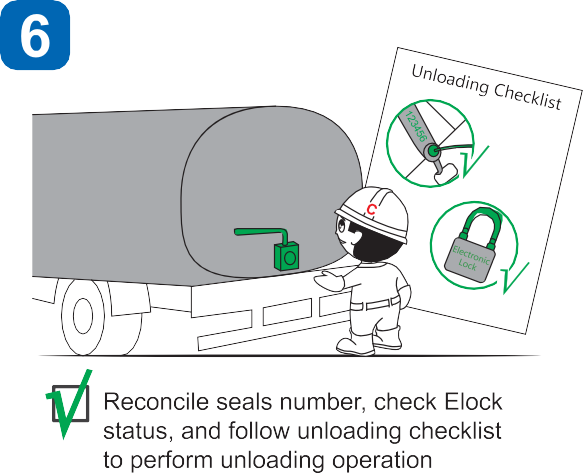 6
Unloading Checklist
123456
C
Electronic
Lock
Reconcile seals number, check Elock
status, and follow unloading checklist
to perform unloading operation